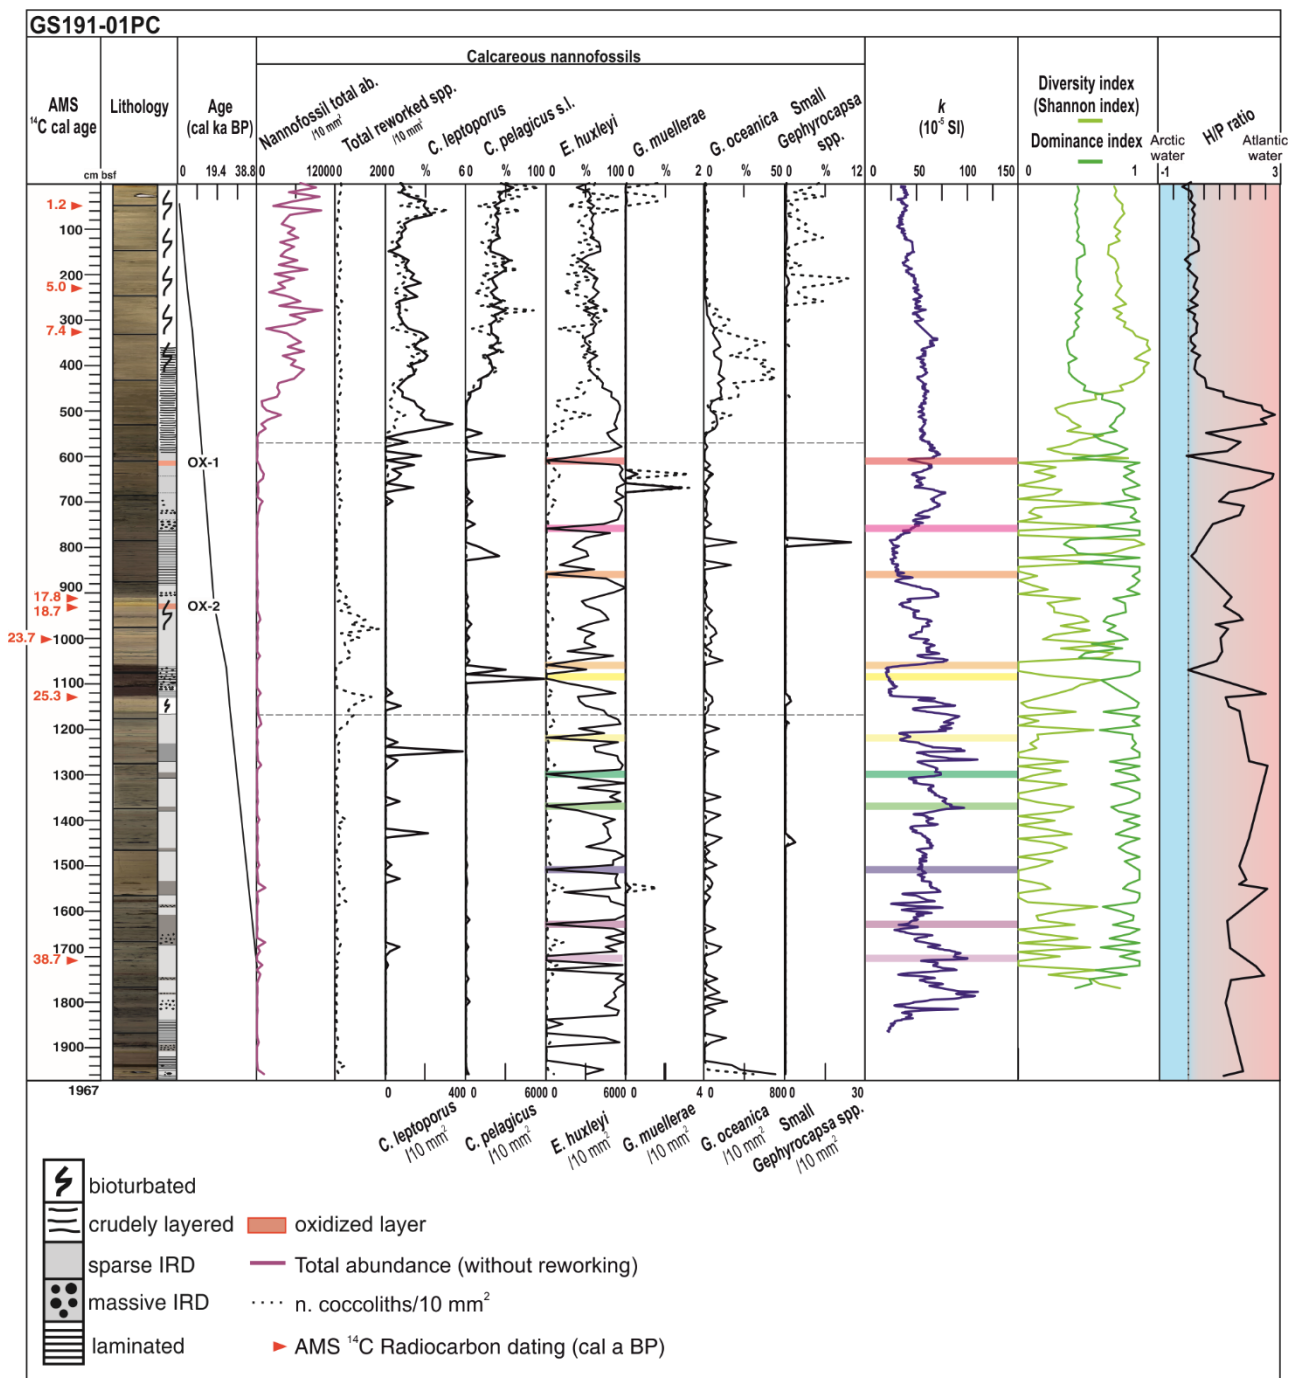 GS191-01PC
Calcareous nannofossils
AMS
¹⁴C cal age
Lithology
Age
(cal ka BP)
Nannofossil total ab.
/10 mm²
Total reworked spp.
/10 mm²
C. leptoporus
C. pelagicus s.l.
E. huxleyi
G. muellerae
G. oceanica
Small
Gephyrocapsa
spp.
k
(10⁻⁵ SI)
Diversity index
(Shannon index)
Dominance index
H/P ratio
Arctic
water
Atlantic
water
cm bsf
0 19.4 38.8
0 120000
0 2000
% 60
% 100
0 % 100
0 % 2
0 % 50
% 12
0 50 100 150
0 1
-1 3
1.2
100
200
5.0
300
7.4
400
500
600
OX-1
700
800
900
17.8
18.7
OX-2
23.7
1000
1100
25.3
1200
1300
1400
1500
1600
1700
38.7
1800
1900
1967
0 400
0 6000
0 6000
0 4
0 800
0 30
C. leptoporus
/10 mm²
C. pelagicus
/10 mm²
E. huxleyi
/10 mm²
G. muellerae
/10 mm²
G. oceanica
/10 mm²
Small
Gephyrocapsa spp.
/10 mm²
bioturbated
crudely layered
oxidized layer
sparse IRD
Total abundance (without reworking)
massive IRD
n. coccoliths/10 mm²
laminated
AMS ¹⁴C Radiocarbon dating (cal a BP)